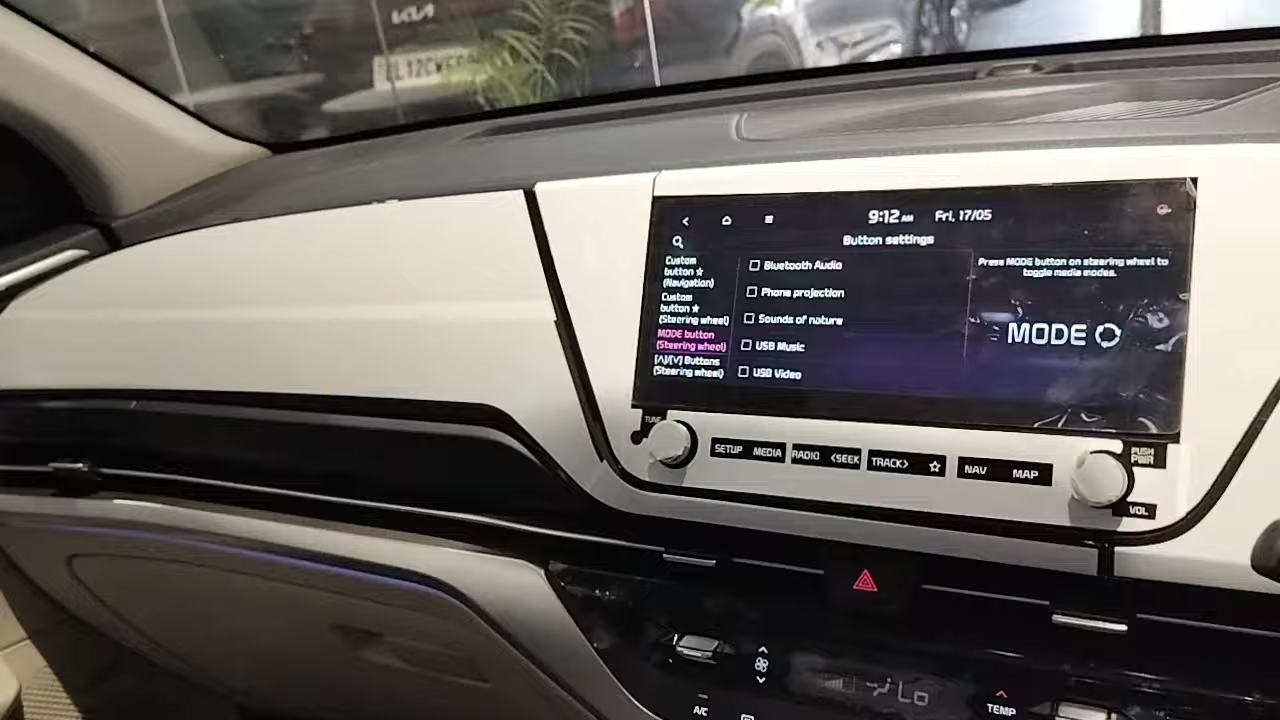 KIA
9:12 AM Fri, 17/05
Button settings
Custom
button ☆
(Navigation)
Custom
button ☆
(Steering wheel)
MODE button
(Steering wheel)
[∧]/[∨] Buttons
(Steering wheel)
Bluetooth Audio
Phone projection
Sounds of nature
USB Music
USB Video
Press MODE button on steering wheel to
toggle media modes.
MODE
TUNE
SETUP MEDIA RADIO <SEEK TRACK> ☆ NAV MAP
PUSH
PWR
VOL
Lo
A/C
TEMP